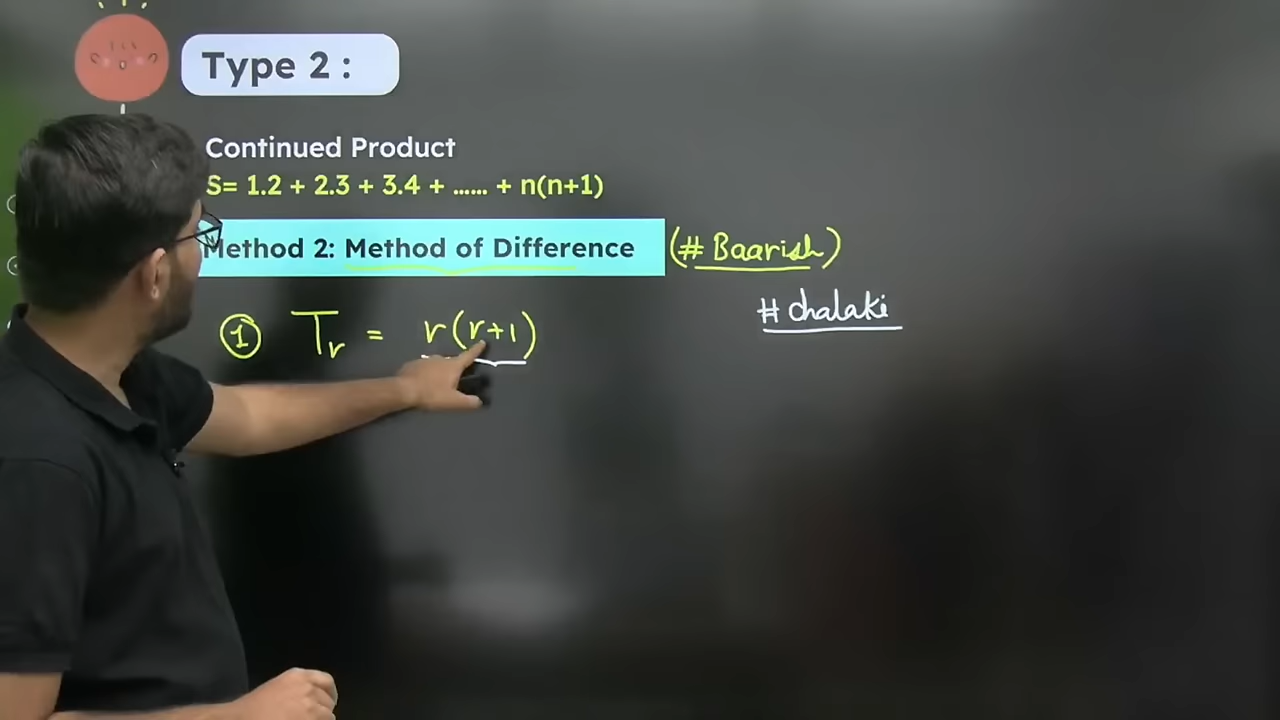 Type 2 :
Continued Product
S= 1.2 + 2.3 + 3.4 + ...... + n(n+1)
Method 2: Method of Difference (# Baarish)
# chalaki
① Tᵣ = r(r+1)